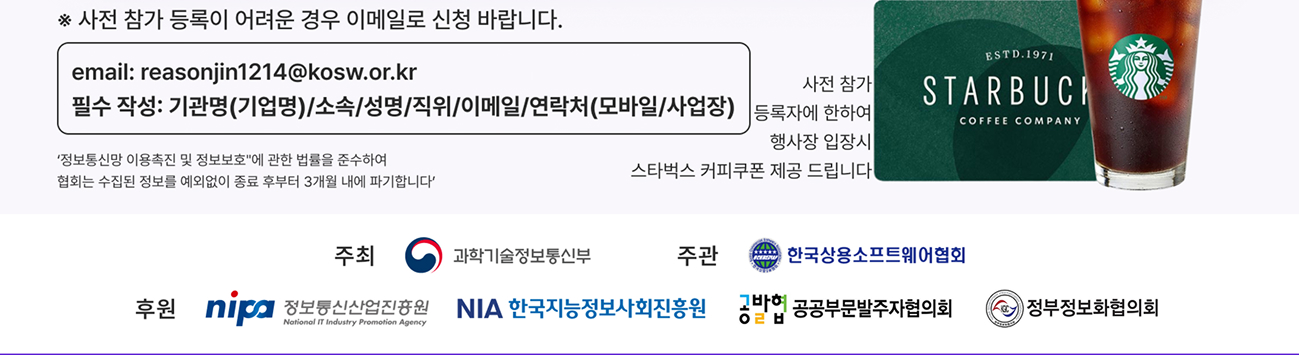 ※ 사전 참가 등록이 어려운 경우 이메일로 신청 바랍니다.
email: reasonjin1214@kosw.or.kr
필수 작성: 기관명(기업명)/소속/성명/직위/이메일/연락처(모바일/사업장)
‘정보통신망 이용촉진 및 정보보호"에 관한 법률을 준수하여
협회는 수집된 정보를 예외없이 종료 후부터 3개월 내에 파기합니다’
사전 참가
등록자에 한하여
행사장 입장시
스타벅스 커피쿠폰 제공 드립니다
ESTD.1971
STARBUCK
COFFEE COMPANY
주최 과학기술정보통신부 주관 한국상용소프트웨어협회
후원 nipa 정보통신산업진흥원 NIA 한국지능정보사회진흥원 공발협 공공부문발주자협의회 정부정보화협의회
National IT Industry Promotion Agency